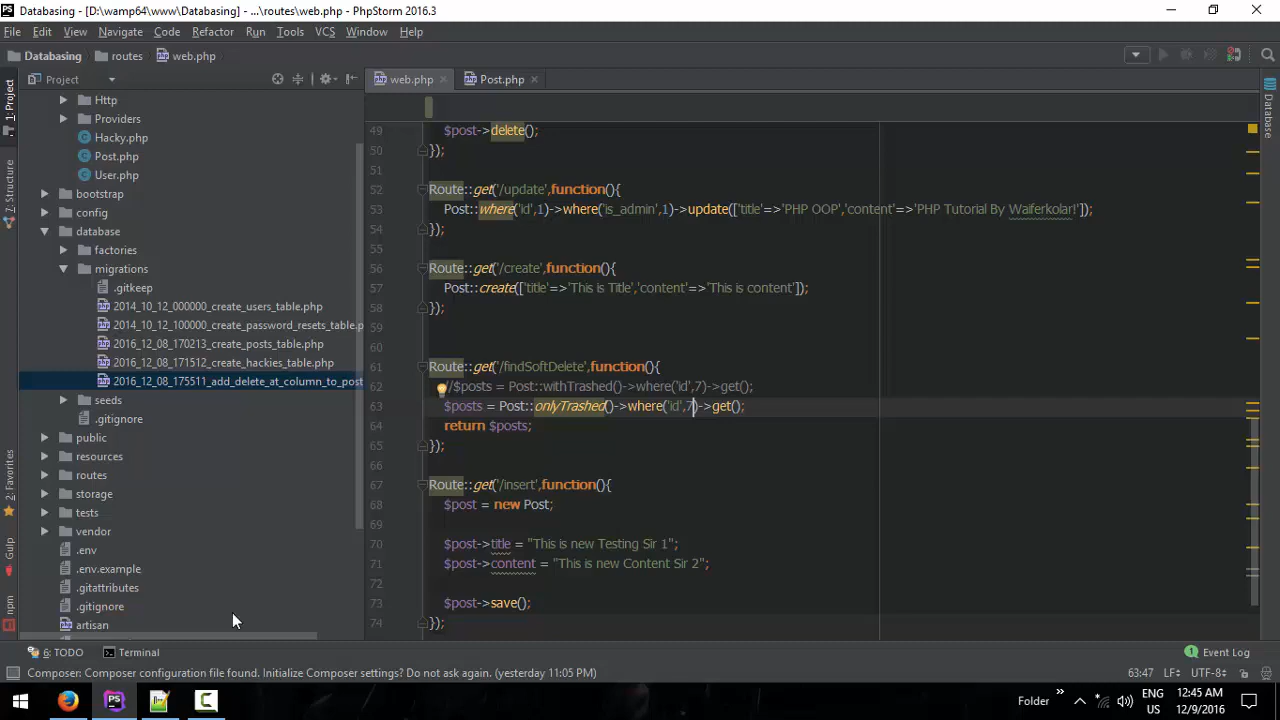 Databasing - [D:\wamp64\www\Databasing] - ...\routes\web.php - PhpStorm 2016.3
File Edit View Navigate Code Refactor Run Tools VCS Window Help
Databasing routes web.php
Project web.php Post.php
1: Project
7: Structure
2: Favorites
Gulp
npm
Database
Http
Providers
Hacky.php
Post.php
User.php
bootstrap
config
database
factories
migrations
.gitkeep
2014_10_12_000000_create_users_table.php
2014_10_12_100000_create_password_resets_table.p
2016_12_08_170213_create_posts_table.php
2016_12_08_171512_create_hackies_table.php
2016_12_08_175511_add_delete_at_column_to_post
seeds
.gitignore
public
resources
routes
storage
tests
vendor
.env
.env.example
.gitattributes
.gitignore
artisan
49 $post->delete();
50 });
51
52 Route::get('/update',function(){
53 Post::where('id',1)->where('is_admin',1)->update(['title'=>'PHP OOP','content'=>'PHP Tutorial By Waiferkolar!']);
54 });
55
56 Route::get('/create',function(){
57 Post::create(['title'=>'This is Title','content'=>'This is content']);
58 });
59
60
61 Route::get('/findSoftDelete',function(){
62 /$posts = Post::withTrashed()->where('id',7)->get();
63 $posts = Post::onlyTrashed()->where('id',7)->get();
64 return $posts;
65 });
66
67 Route::get('/insert',function(){
68 $post = new Post;
69
70 $post->title = "This is new Testing Sir 1";
71 $post->content = "This is new Content Sir 2";
72
73 $post->save();
74 });
6: TODO Terminal Event Log
Composer: Composer configuration file found. Initialize Composer settings? Do not ask again. (yesterday 11:05 PM) 63:47 LF÷ UTF-8÷
Folder ENG US 12:45 AM 12/9/2016